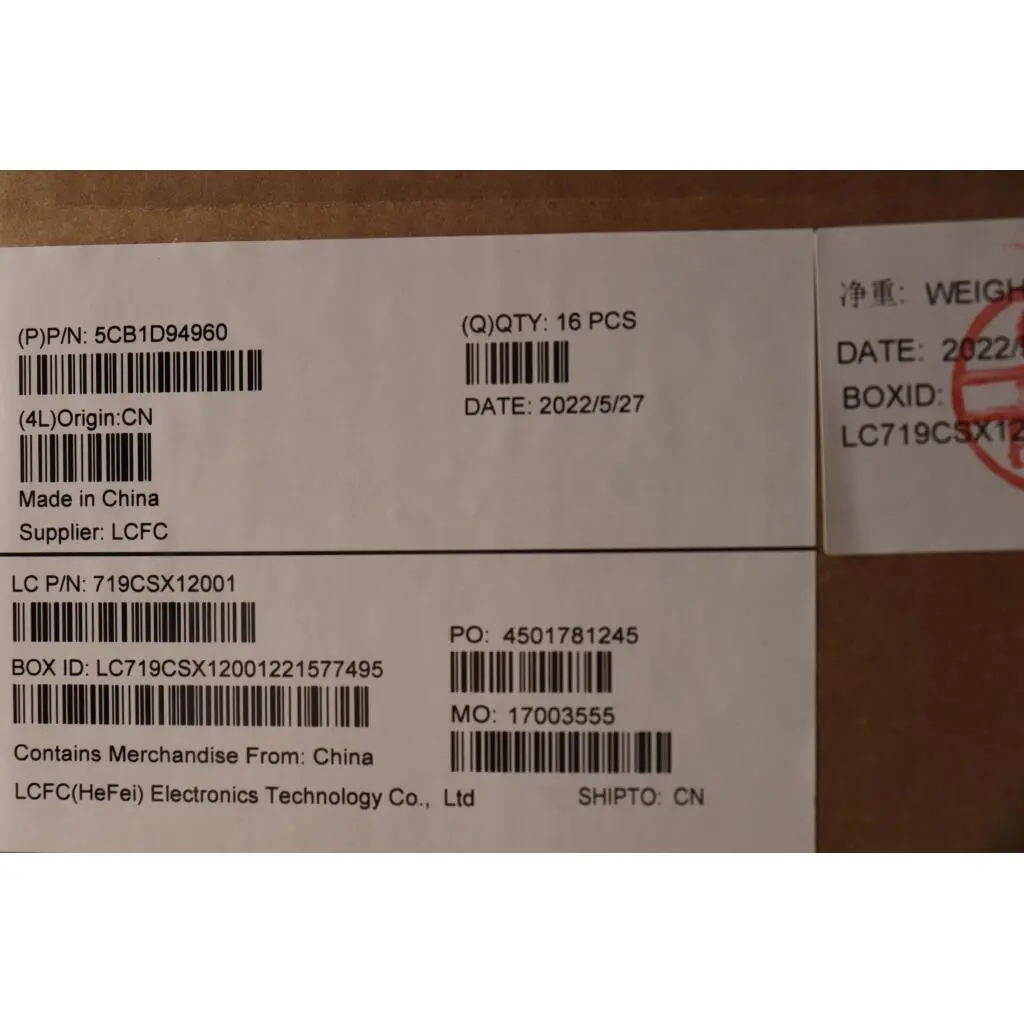 (P)P/N: 5CB1D94960
(Q)QTY: 16 PCS
DATE: 2022/5/27
(4L)Origin:CN
Made in China
Supplier: LCFC
LC P/N: 719CSX12001
BOX ID: LC719CSX12001221577495
PO: 4501781245
MO: 17003555
Contains Merchandise From: China
LCFC(HeFei) Electronics Technology Co., Ltd
SHIPTO: CN
净重: WEIGH
DATE: 2022/
BOXID:
LC719CSX12